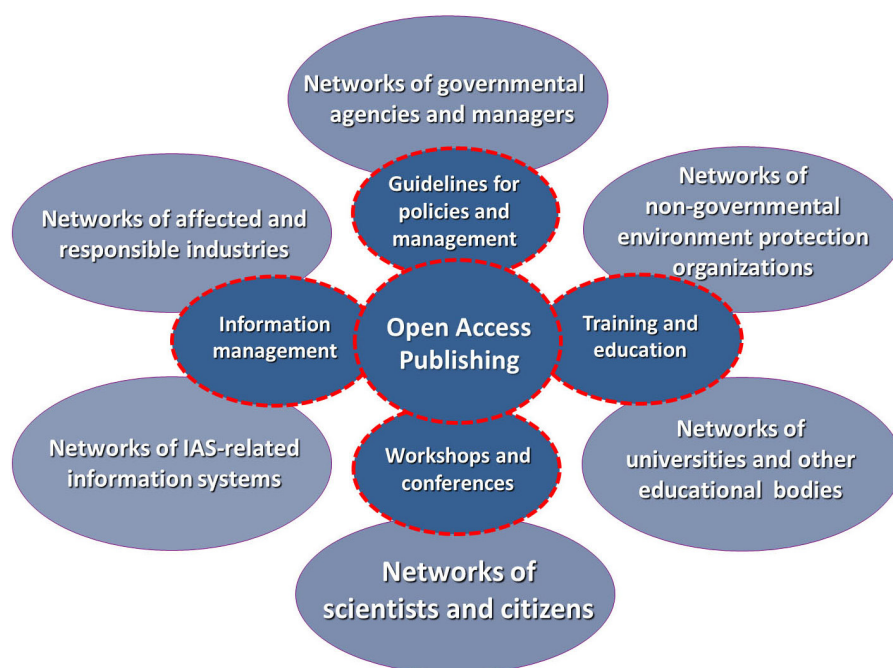 Networks of governmental
agencies and managers
Guidelines for
policies and
management
Networks of affected and
responsible industries
Networks of
non-governmental
environment protection
organizations
Information
management
Open Access
Publishing
Training and
education
Networks of IAS-related
information systems
Workshops and
conferences
Networks of
universities and other
educational bodies
Networks of
scientists and citizens